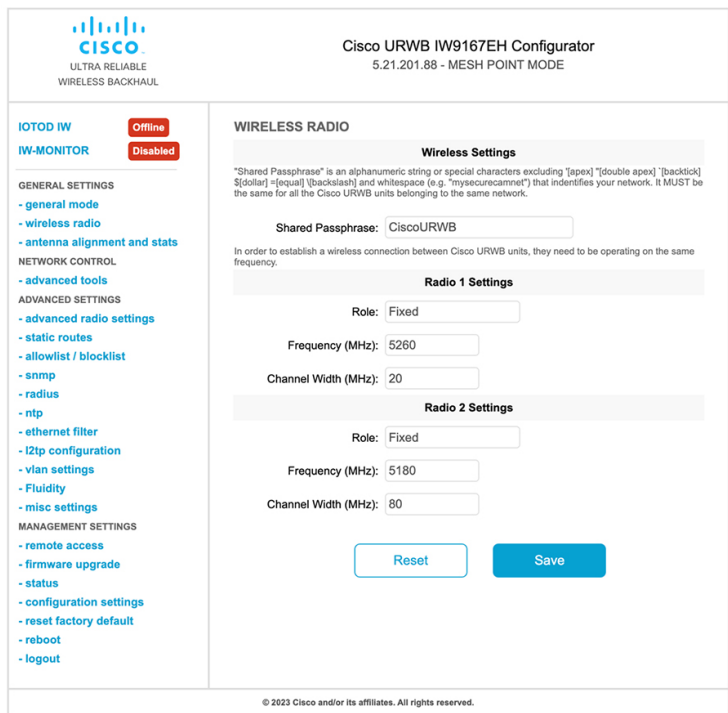 CISCO
ULTRA RELIABLE
WIRELESS BACKHAUL
Cisco URWB IW9167EH Configurator
5.21.201.88 - MESH POINT MODE
IOTOD IW Offline
IW-MONITOR Disabled
GENERAL SETTINGS
- general mode
- wireless radio
- antenna alignment and stats
NETWORK CONTROL
- advanced tools
ADVANCED SETTINGS
- advanced radio settings
- static routes
- allowlist / blocklist
- snmp
- radius
- ntp
- ethernet filter
- l2tp configuration
- vlan settings
- Fluidity
- misc settings
MANAGEMENT SETTINGS
- remote access
- firmware upgrade
- status
- configuration settings
- reset factory default
- reboot
- logout
WIRELESS RADIO
Wireless Settings
"Shared Passphrase" is an alphanumeric string or special characters excluding '[apex] "[double apex] `[backtick]
$[dollar] =[equal] \[backslash] and whitespace (e.g. "mysecurecamnet") that indentifies your network. It MUST be
the same for all the Cisco URWB units belonging to the same network.
Shared Passphrase: CiscoURWB
In order to establish a wireless connection between Cisco URWB units, they need to be operating on the same
frequency.
Radio 1 Settings
Role: Fixed
Frequency (MHz): 5260
Channel Width (MHz): 20
Radio 2 Settings
Role: Fixed
Frequency (MHz): 5180
Channel Width (MHz): 80
Reset Save
© 2023 Cisco and/or its affiliates. All rights reserved.